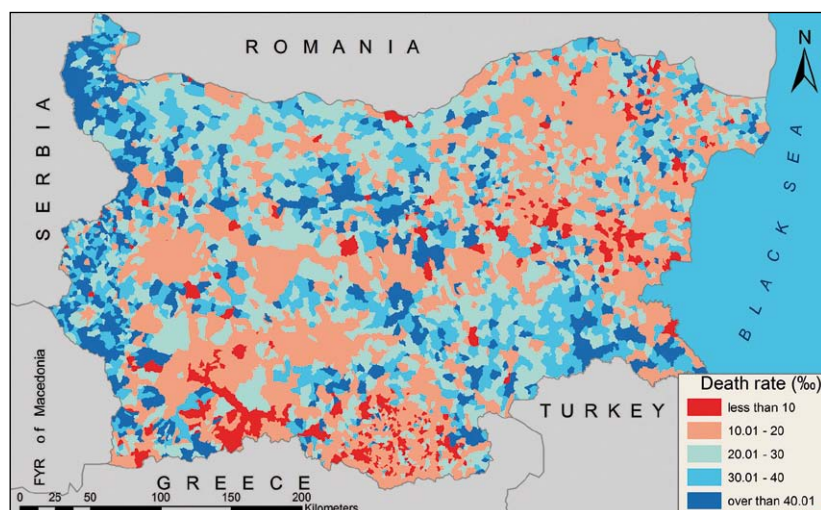 ROMANIA
N
SERBIA
BLACK SEA
FYR of Macedonia
TURKEY
GREECE
0 25 50 100 150 200
Kilometers
Death rate (‰)
less than 10
10.01 - 20
20.01 - 30
30.01 - 40
over than 40.01